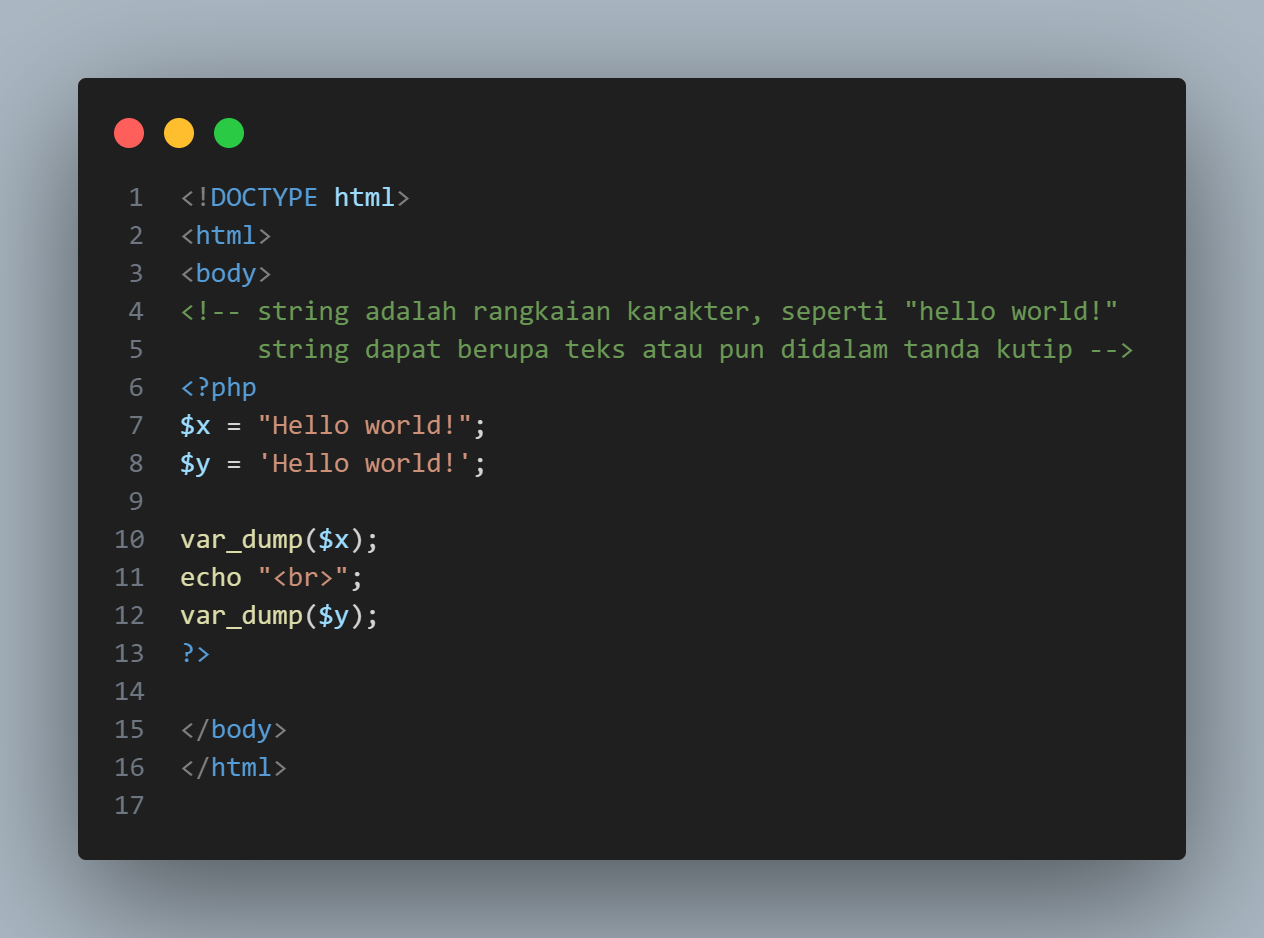 1 <!DOCTYPE html>
2 <html>
3 <body>
4 <!-- string adalah rangkaian karakter, seperti "hello world!"
5      string dapat berupa teks atau pun didalam tanda kutip -->
6 <?php
7 $x = "Hello world!";
8 $y = 'Hello world!';
9
10 var_dump($x);
11 echo "<br>";
12 var_dump($y);
13 ?>
14
15 </body>
16 </html>
17